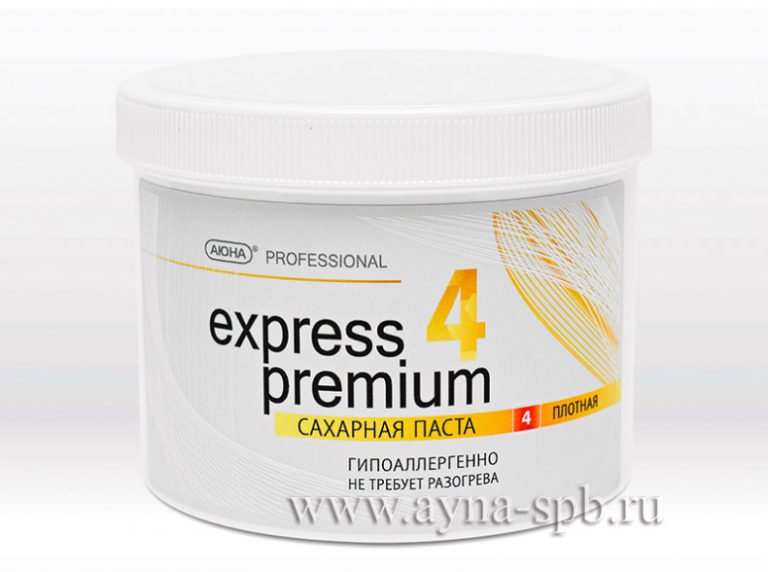 АЮНА® PROFESSIONAL
express 4
premium
САХАРНАЯ ПАСТА 4 ПЛОТНАЯ
ГИПОАЛЛЕРГЕННО
НЕ ТРЕБУЕТ РАЗОГРЕВА
www.ayna-spb.ru